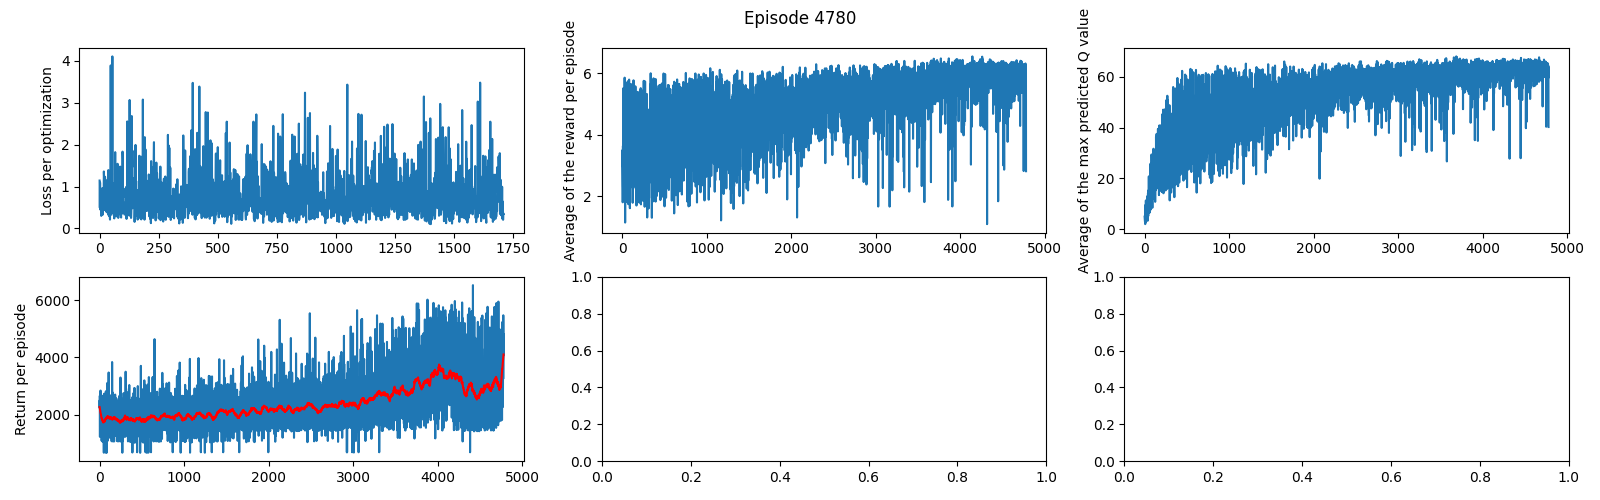 Episode 4780
Loss per optimization
4
3
2
1
0
0 250 500 750 1000 1250 1500 1750
Average of the reward per episode
6
4
2
0 1000 2000 3000 4000 5000
Average of the max predicted Q value
60
40
20
0
0 1000 2000 3000 4000 5000
Return per episode
6000
4000
2000
0 1000 2000 3000 4000 5000
1.0
0.8
0.6
0.4
0.2
0.0
0.0 0.2 0.4 0.6 0.8 1.0
1.0
0.8
0.6
0.4
0.2
0.0
0.0 0.2 0.4 0.6 0.8 1.0